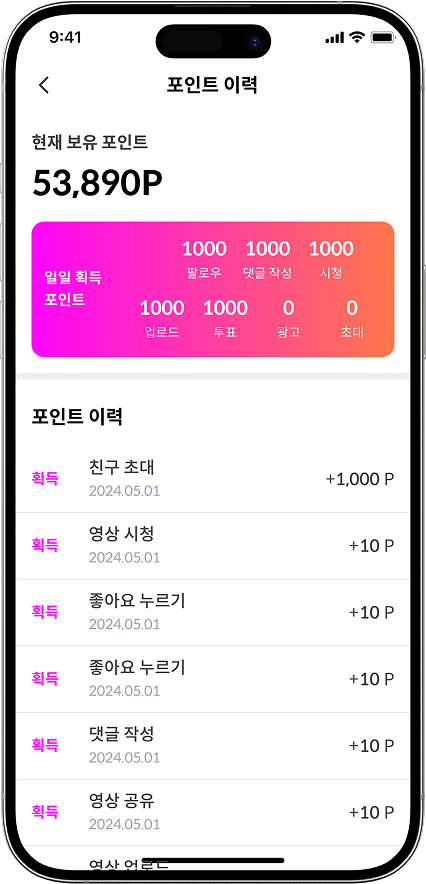 9:41
포인트 이력
현재 보유 포인트
53,890P
일일 획득
포인트
1000 1000 1000
팔로우 댓글 작성 시청
1000 1000 0 0
업로드 투표 광고 초대
포인트 이력
획득 친구 초대 +1,000 P
2024.05.01
획득 영상 시청 +10 P
2024.05.01
획득 좋아요 누르기 +10 P
2024.05.01
획득 좋아요 누르기 +10 P
2024.05.01
획득 댓글 작성 +10 P
2024.05.01
획득 영상 공유 +10 P
2024.05.01
영상 업로드